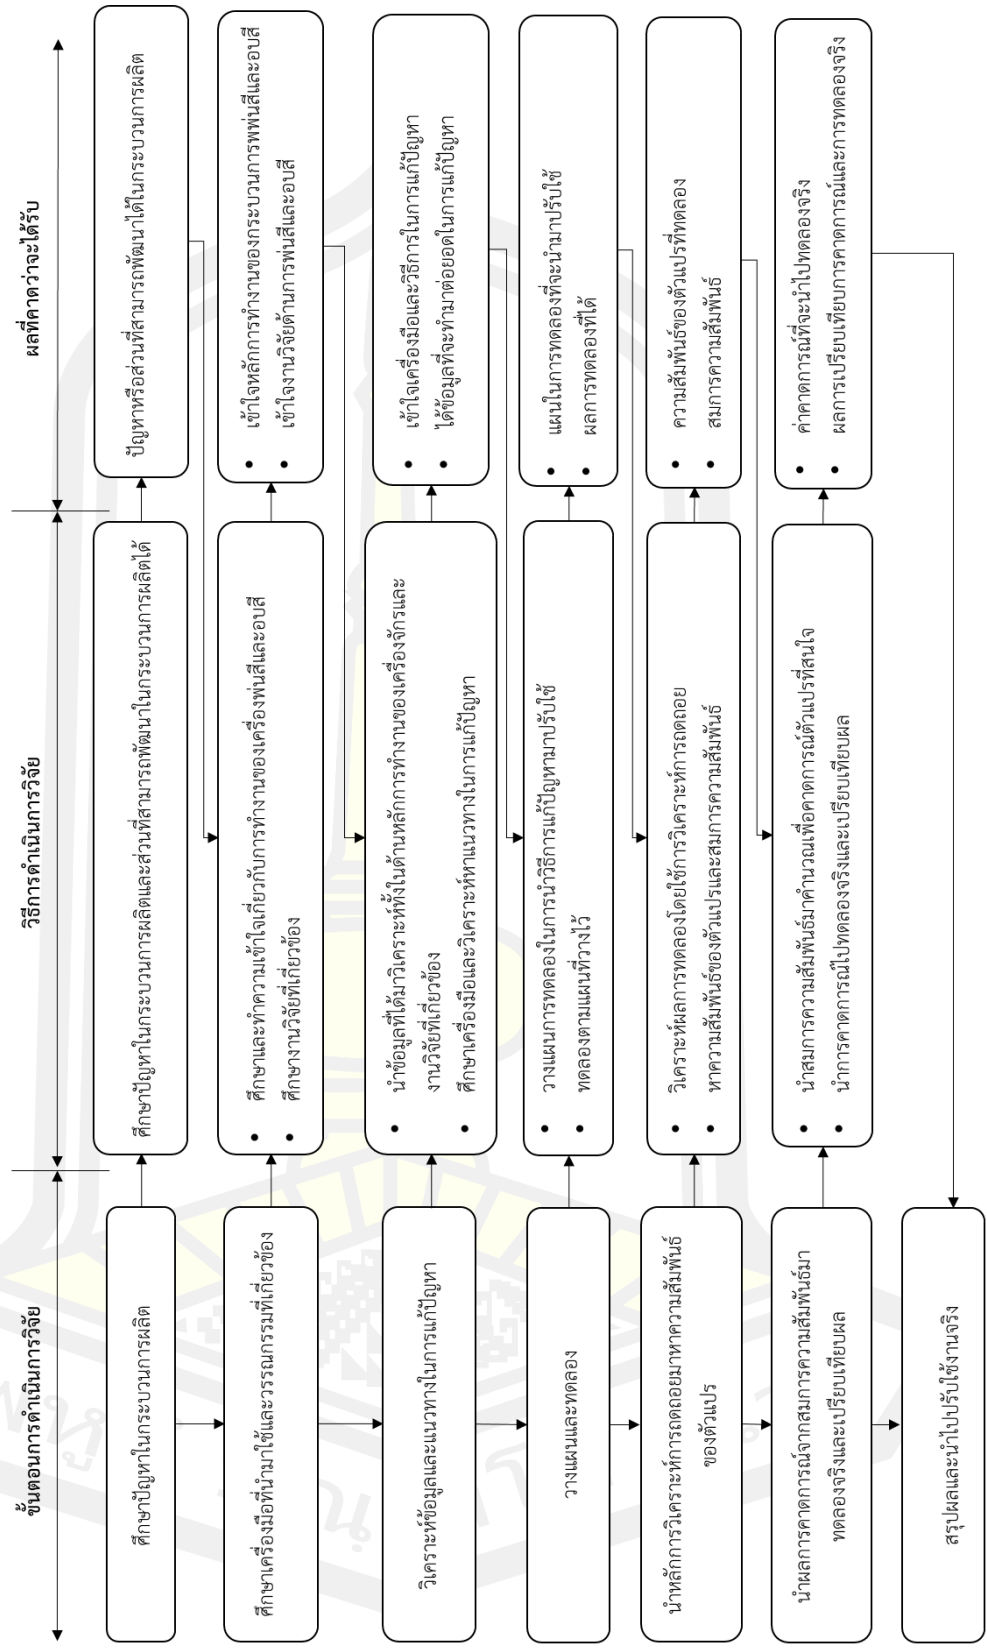 ขั้นตอนการดำเนินการวิจัย
วิธีการดำเนินการวิจัย
ผลที่คาดว่าจะได้รับ
ศึกษาปัญหาในกระบวนการผลิต
ศึกษาปัญหาในกระบวนการผลิตและส่วนที่สามารถพัฒนาในกระบวนการผลิตได้
ปัญหาหรือส่วนที่สามารถพัฒนาได้ในกระบวนการผลิต
ศึกษาเครื่องมือที่นำมาใช้และวรรณกรรมที่เกี่ยวข้อง
• ศึกษาและทำความเข้าใจเกี่ยวกับการทำงานของเครื่องพ่นสีและอบสี
• ศึกษางานวิจัยที่เกี่ยวข้อง
• เข้าใจหลักการทำงานของกระบวนการพพ่นสีและอบสี
• เข้าใจงานวิจัยด้านการพ่นสีและอบสี
วิเคราะห์ข้อมูลและแนวทางในการแก้ปัญหา
• นำข้อมูลที่ได้มาวิเคราะห์ทั้งในด้านหลักการทำงานของเครื่องจักรและ
งานวิจัยที่เกี่ยวข้อง
• ศึกษาเครื่องมือและวิเคราะห์หาแนวทางในการแก้ปัญหา
• เข้าใจเครื่องมือและวิธีการในการแก้ปัญหา
• ได้ข้อมูลที่จะทำมาต่อยอดในการแก้ปัญหา
วางแผนและทดลอง
• วางแผนการทดลองในการนำวิธีการแก้ปัญหามาปรับใช้
• ทดลองตามแผนที่วางไว้
• แผนในการทดลองที่จะนำมาปรับใช้
• ผลการทดลองที่ได้
นำหลักการวิเคราะห์การถดถอยมาหาความสัมพันธ์
ของตัวแปร
• วิเคราะห์ผลการทดลองโดยใช้การวิเคราะห์การถดถอย
• หาความสัมพันธ์ของตัวแปรและสมการความสัมพันธ์
• ความสัมพันธ์ของตัวแปรที่ทดลอง
• สมการความสัมพันธ์
นำผลการคาดการณ์จากสมการความสัมพันธ์มา
ทดลองจริงและเปรียบเทียบผล
• นำสมการความสัมพันธ์มาคำนวณเพื่อคาดการณ์ตัวแปรที่สนใจ
• นำการคาดการณ์ไปทดลองจริงและเปรียบเทียบผล
• ค่าคาดการณ์ที่จะนำไปทดลองจริง
• ผลการเปรียบเทียบการคาดการณ์และการทดลองจริง
สรุปผลและนำไปปรับใช้งานจริง